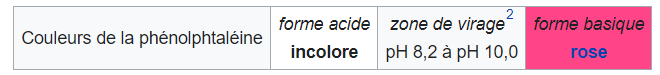 Couleurs de la phénolphtaléine
forme acide
incolore
zone de virage2
pH 8,2 à pH 10,0
forme basique
rose